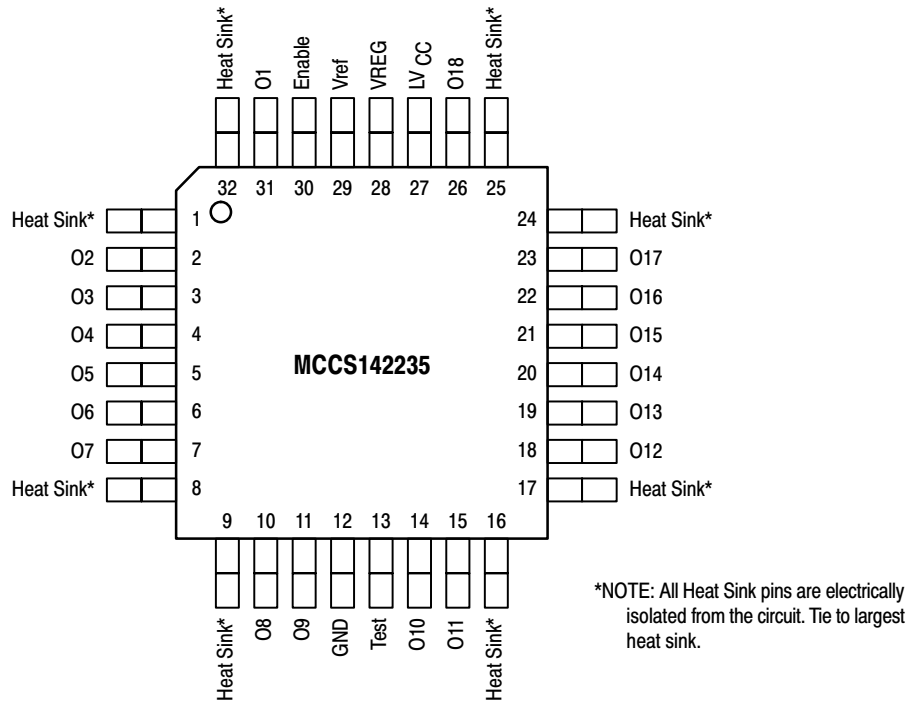 Heat Sink*
O1
Enable
Vref
VREG
LVCC
O18
Heat Sink*
32 31 30 29 28 27 26 25
Heat Sink* 1
O2 2
O3 3
O4 4
O5 5
O6 6
O7 7
Heat Sink* 8
MCCS142235
24 Heat Sink*
23 O17
22 O16
21 O15
20 O14
19 O13
18 O12
17 Heat Sink*
9 10 11 12 13 14 15 16
Heat Sink*
O8
O9
GND
Test
O10
O11
Heat Sink*
*NOTE: All Heat Sink pins are electrically
isolated from the circuit. Tie to largest
heat sink.